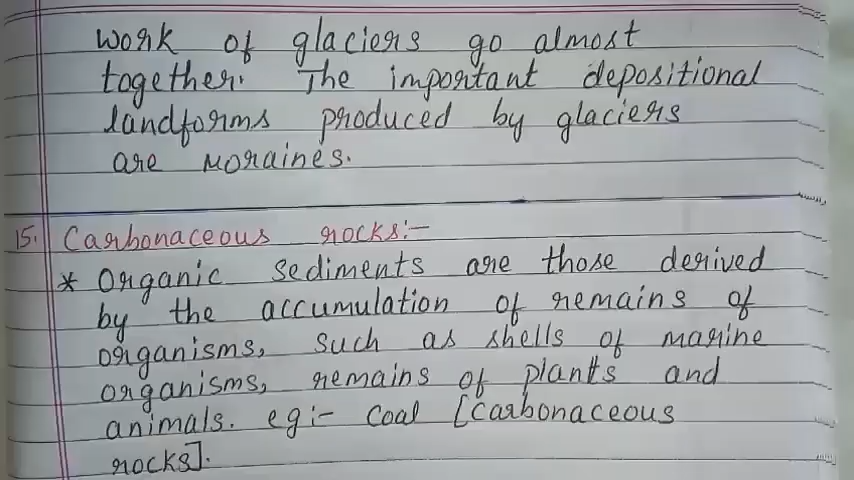 work of glaciers go almost
together. The important depositional
landforms produced by glaciers
are moraines.
15. Carbonaceous rocks:-
* Organic sediments are those derived
by the accumulation of remains of
organisms, such as shells of marine
organisms, remains of plants and
animals. eg:- coal [carbonaceous
rocks].